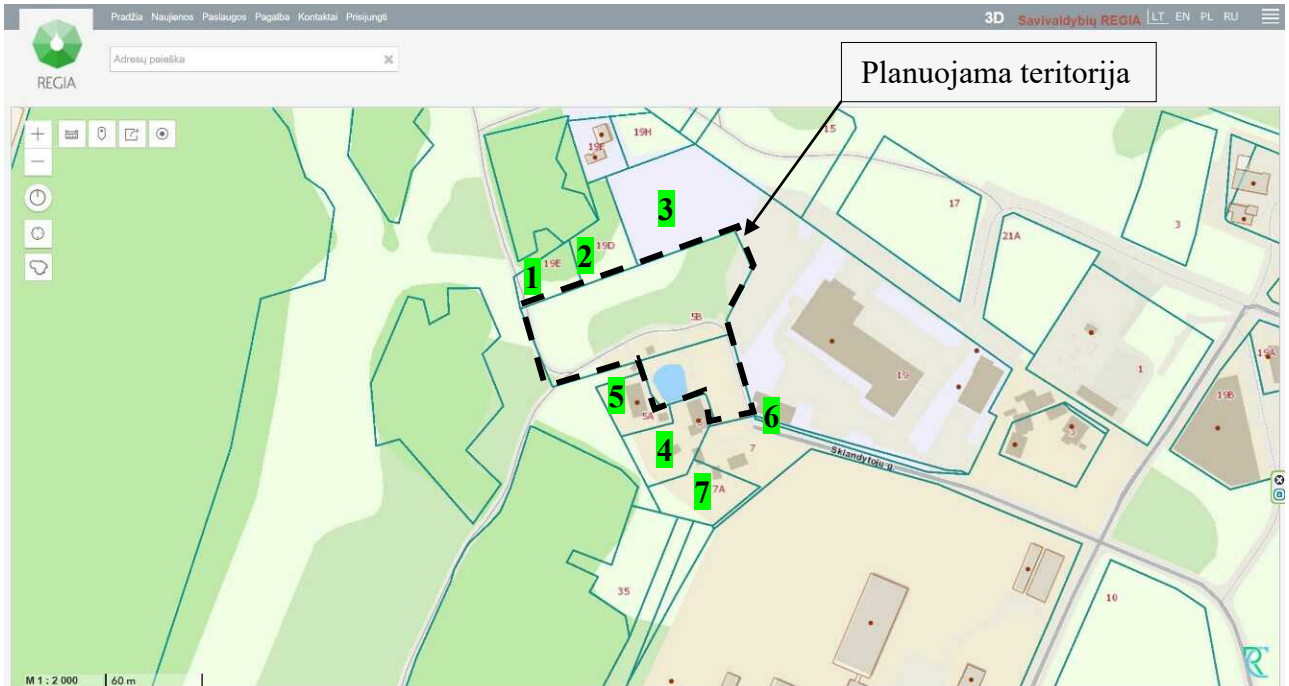 Pradžia Naujienos Paslaugos Pagalba Kontaktai Prisijungti
3D Savivaldybių REGIA LT EN PL RU
Adresų paieška
REGIA
Planuojama teritorija
15
19H
19F
3
17
3
21A
19D
2
19E
1
5B
19A
1
19
19B
5
5A
6
3
4
7
Sklandytojų g.
7
7A
35
10
M 1 : 2 000
60 m